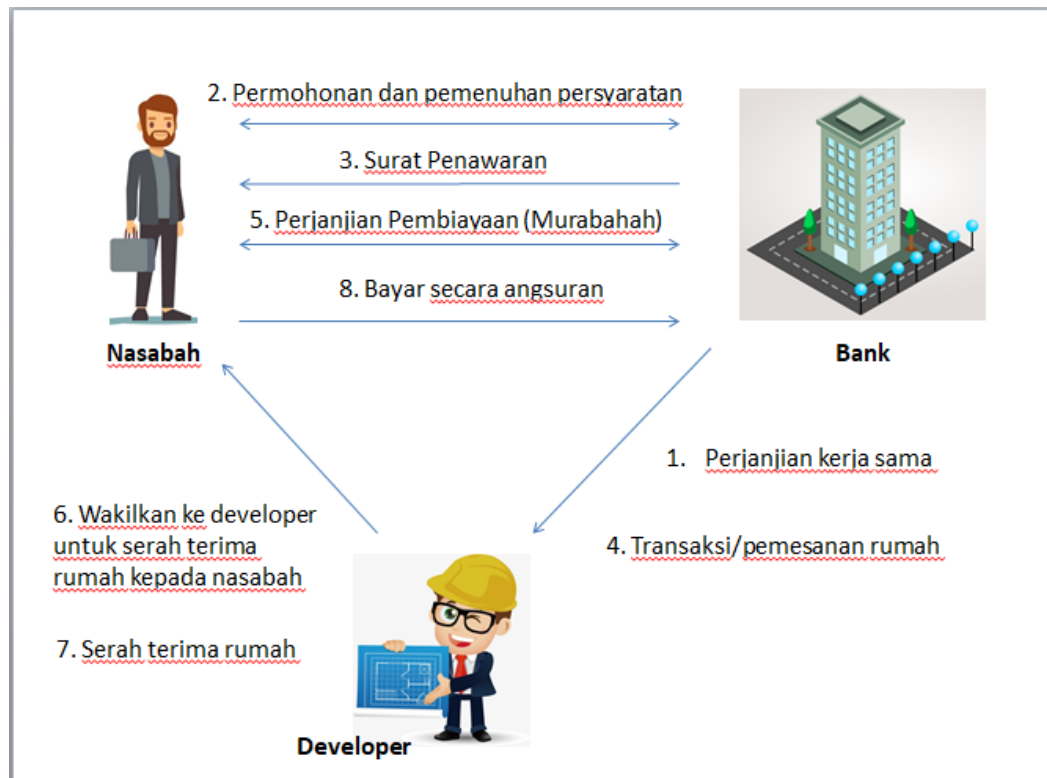 2. Permohonan dan pemenuhan persyaratan
3. Surat Penawaran
5. Perjanjian Pembiayaan (Murabahah)
8. Bayar secara angsuran
Nasabah
Bank
1. Perjanjian kerja sama
6. Wakilkan ke developer
untuk serah terima
rumah kepada nasabah
4. Transaksi/pemesanan rumah
7. Serah terima rumah
Developer